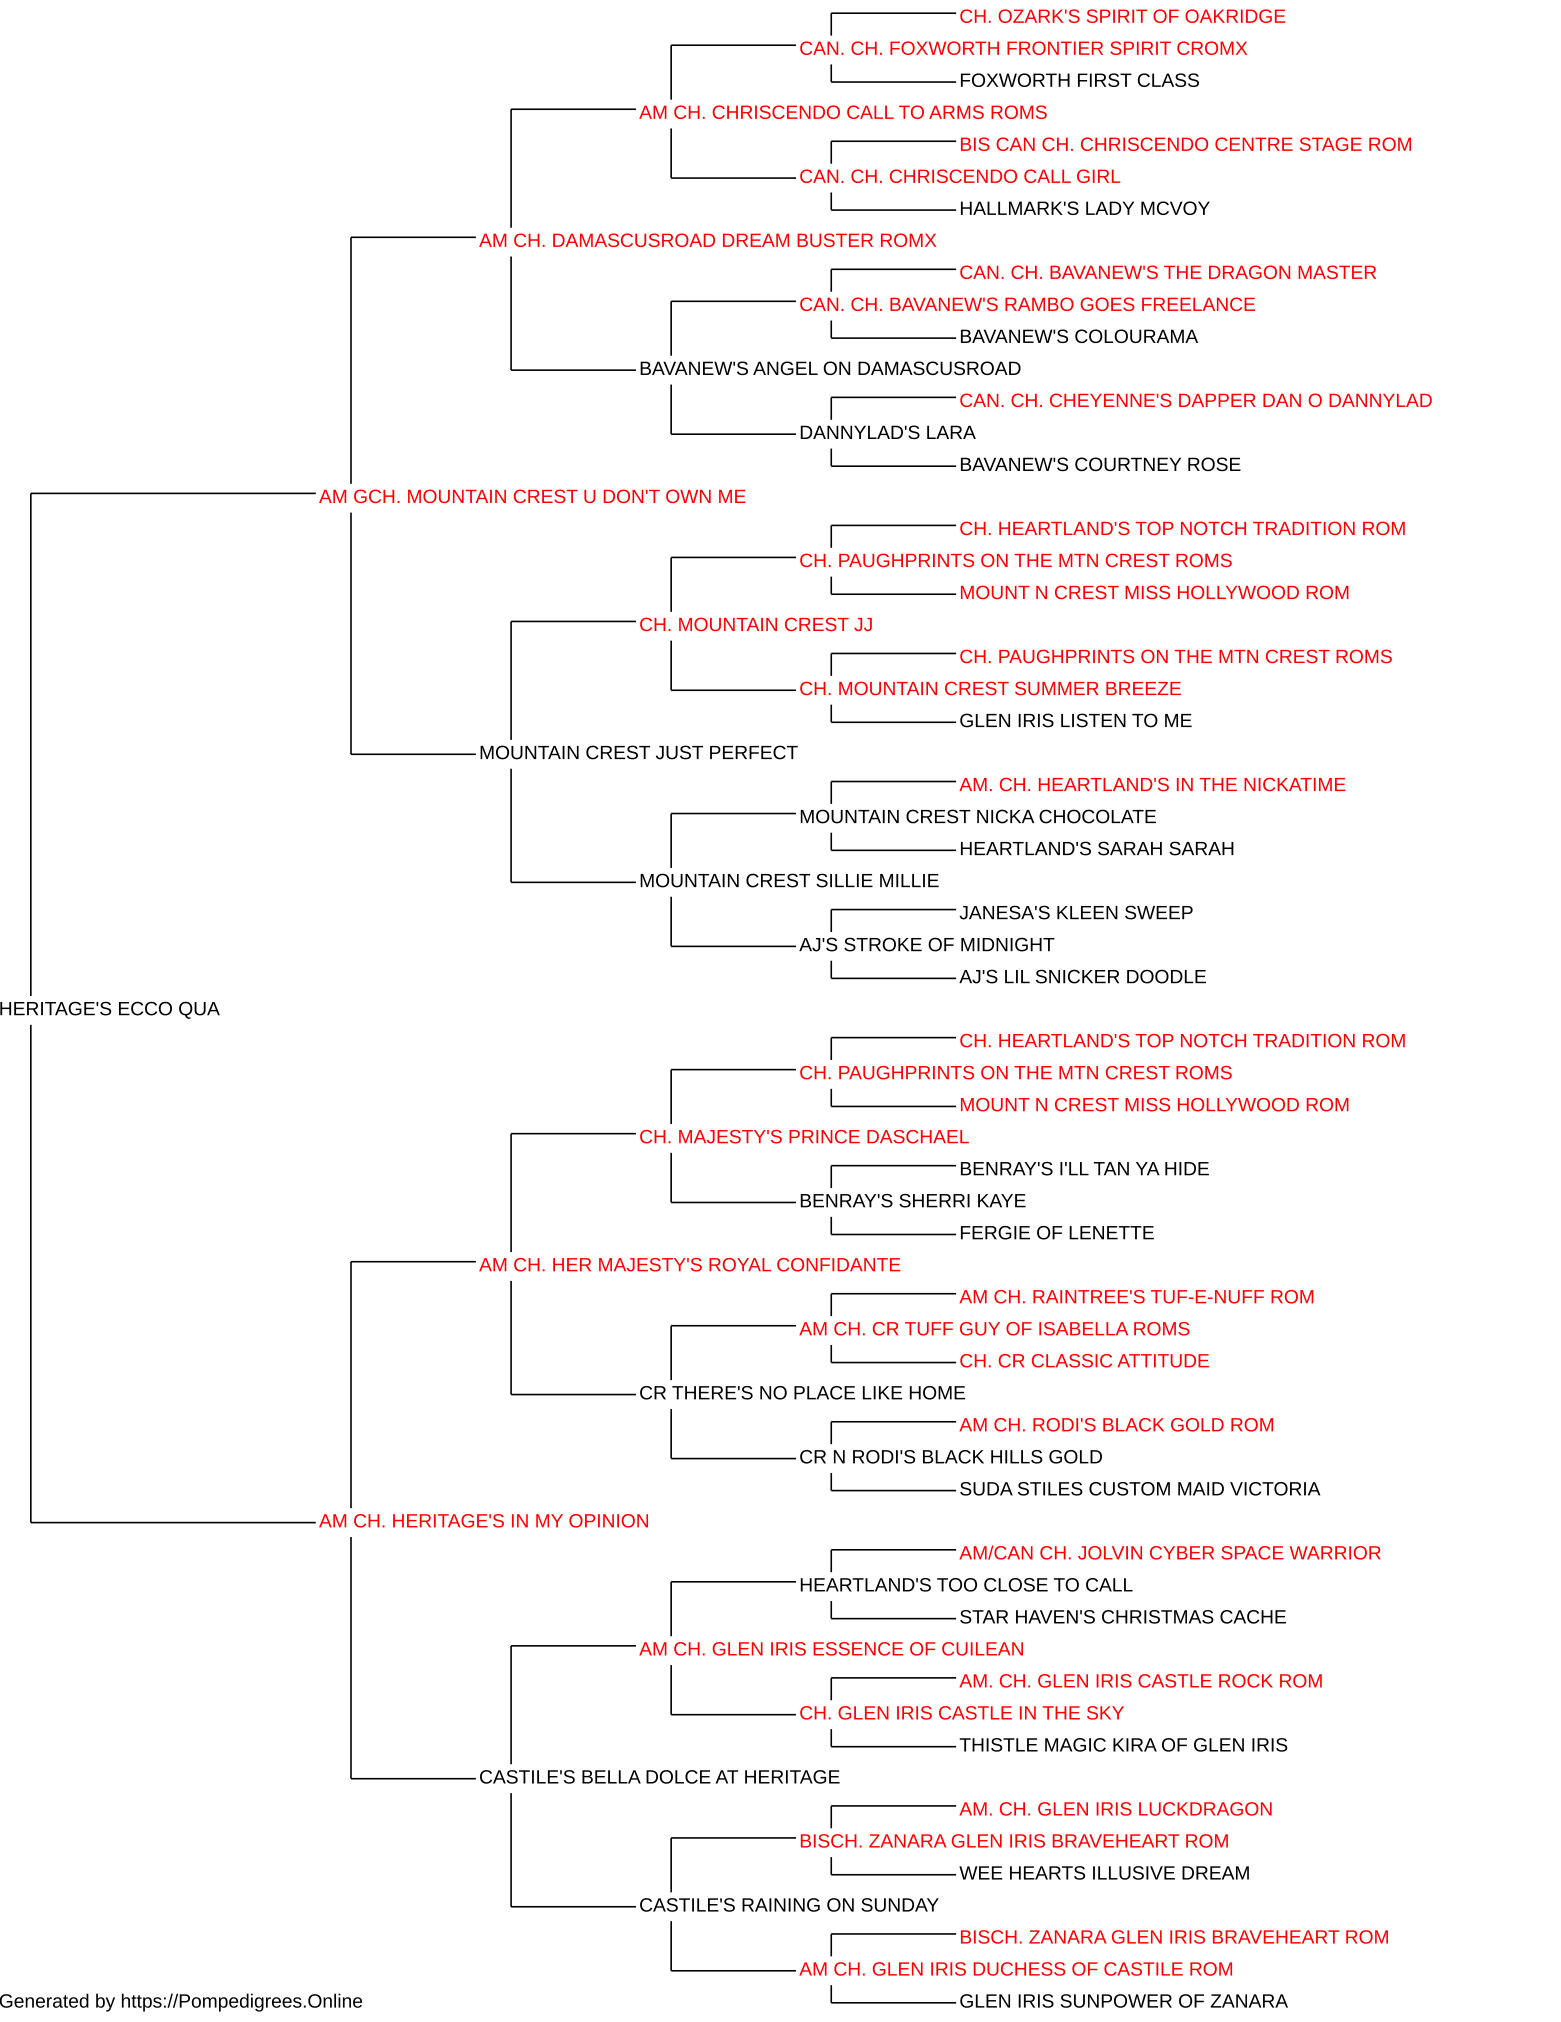 CH. OZARK'S SPIRIT OF OAKRIDGE
CAN. CH. FOXWORTH FRONTIER SPIRIT CROMX
FOXWORTH FIRST CLASS
AM CH. CHRISCENDO CALL TO ARMS ROMS
BIS CAN CH. CHRISCENDO CENTRE STAGE ROM
CAN. CH. CHRISCENDO CALL GIRL
HALLMARK'S LADY MCVOY
AM CH. DAMASCUSROAD DREAM BUSTER ROMX
CAN. CH. BAVANEW'S THE DRAGON MASTER
CAN. CH. BAVANEW'S RAMBO GOES FREELANCE
BAVANEW'S COLOURAMA
BAVANEW'S ANGEL ON DAMASCUSROAD
CAN. CH. CHEYENNE'S DAPPER DAN O DANNYLAD
DANNYLAD'S LARA
BAVANEW'S COURTNEY ROSE
AM GCH. MOUNTAIN CREST U DON'T OWN ME
CH. HEARTLAND'S TOP NOTCH TRADITION ROM
CH. PAUGHPRINTS ON THE MTN CREST ROMS
MOUNT N CREST MISS HOLLYWOOD ROM
CH. MOUNTAIN CREST JJ
CH. PAUGHPRINTS ON THE MTN CREST ROMS
CH. MOUNTAIN CREST SUMMER BREEZE
GLEN IRIS LISTEN TO ME
MOUNTAIN CREST JUST PERFECT
AM. CH. HEARTLAND'S IN THE NICKATIME
MOUNTAIN CREST NICKA CHOCOLATE
HEARTLAND'S SARAH SARAH
MOUNTAIN CREST SILLIE MILLIE
JANESA'S KLEEN SWEEP
AJ'S STROKE OF MIDNIGHT
AJ'S LIL SNICKER DOODLE
HERITAGE'S ECCO QUA
CH. HEARTLAND'S TOP NOTCH TRADITION ROM
CH. PAUGHPRINTS ON THE MTN CREST ROMS
MOUNT N CREST MISS HOLLYWOOD ROM
CH. MAJESTY'S PRINCE DASCHAEL
BENRAY'S I'LL TAN YA HIDE
BENRAY'S SHERRI KAYE
FERGIE OF LENETTE
AM CH. HER MAJESTY'S ROYAL CONFIDANTE
AM CH. RAINTREE'S TUF-E-NUFF ROM
AM CH. CR TUFF GUY OF ISABELLA ROMS
CH. CR CLASSIC ATTITUDE
CR THERE'S NO PLACE LIKE HOME
AM CH. RODI'S BLACK GOLD ROM
CR N RODI'S BLACK HILLS GOLD
SUDA STILES CUSTOM MAID VICTORIA
AM CH. HERITAGE'S IN MY OPINION
AM/CAN CH. JOLVIN CYBER SPACE WARRIOR
HEARTLAND'S TOO CLOSE TO CALL
STAR HAVEN'S CHRISTMAS CACHE
AM CH. GLEN IRIS ESSENCE OF CUILEAN
AM. CH. GLEN IRIS CASTLE ROCK ROM
CH. GLEN IRIS CASTLE IN THE SKY
THISTLE MAGIC KIRA OF GLEN IRIS
CASTILE'S BELLA DOLCE AT HERITAGE
AM. CH. GLEN IRIS LUCKDRAGON
BISCH. ZANARA GLEN IRIS BRAVEHEART ROM
WEE HEARTS ILLUSIVE DREAM
CASTILE'S RAINING ON SUNDAY
BISCH. ZANARA GLEN IRIS BRAVEHEART ROM
AM CH. GLEN IRIS DUCHESS OF CASTILE ROM
GLEN IRIS SUNPOWER OF ZANARA
Generated by https://Pompedigrees.Online